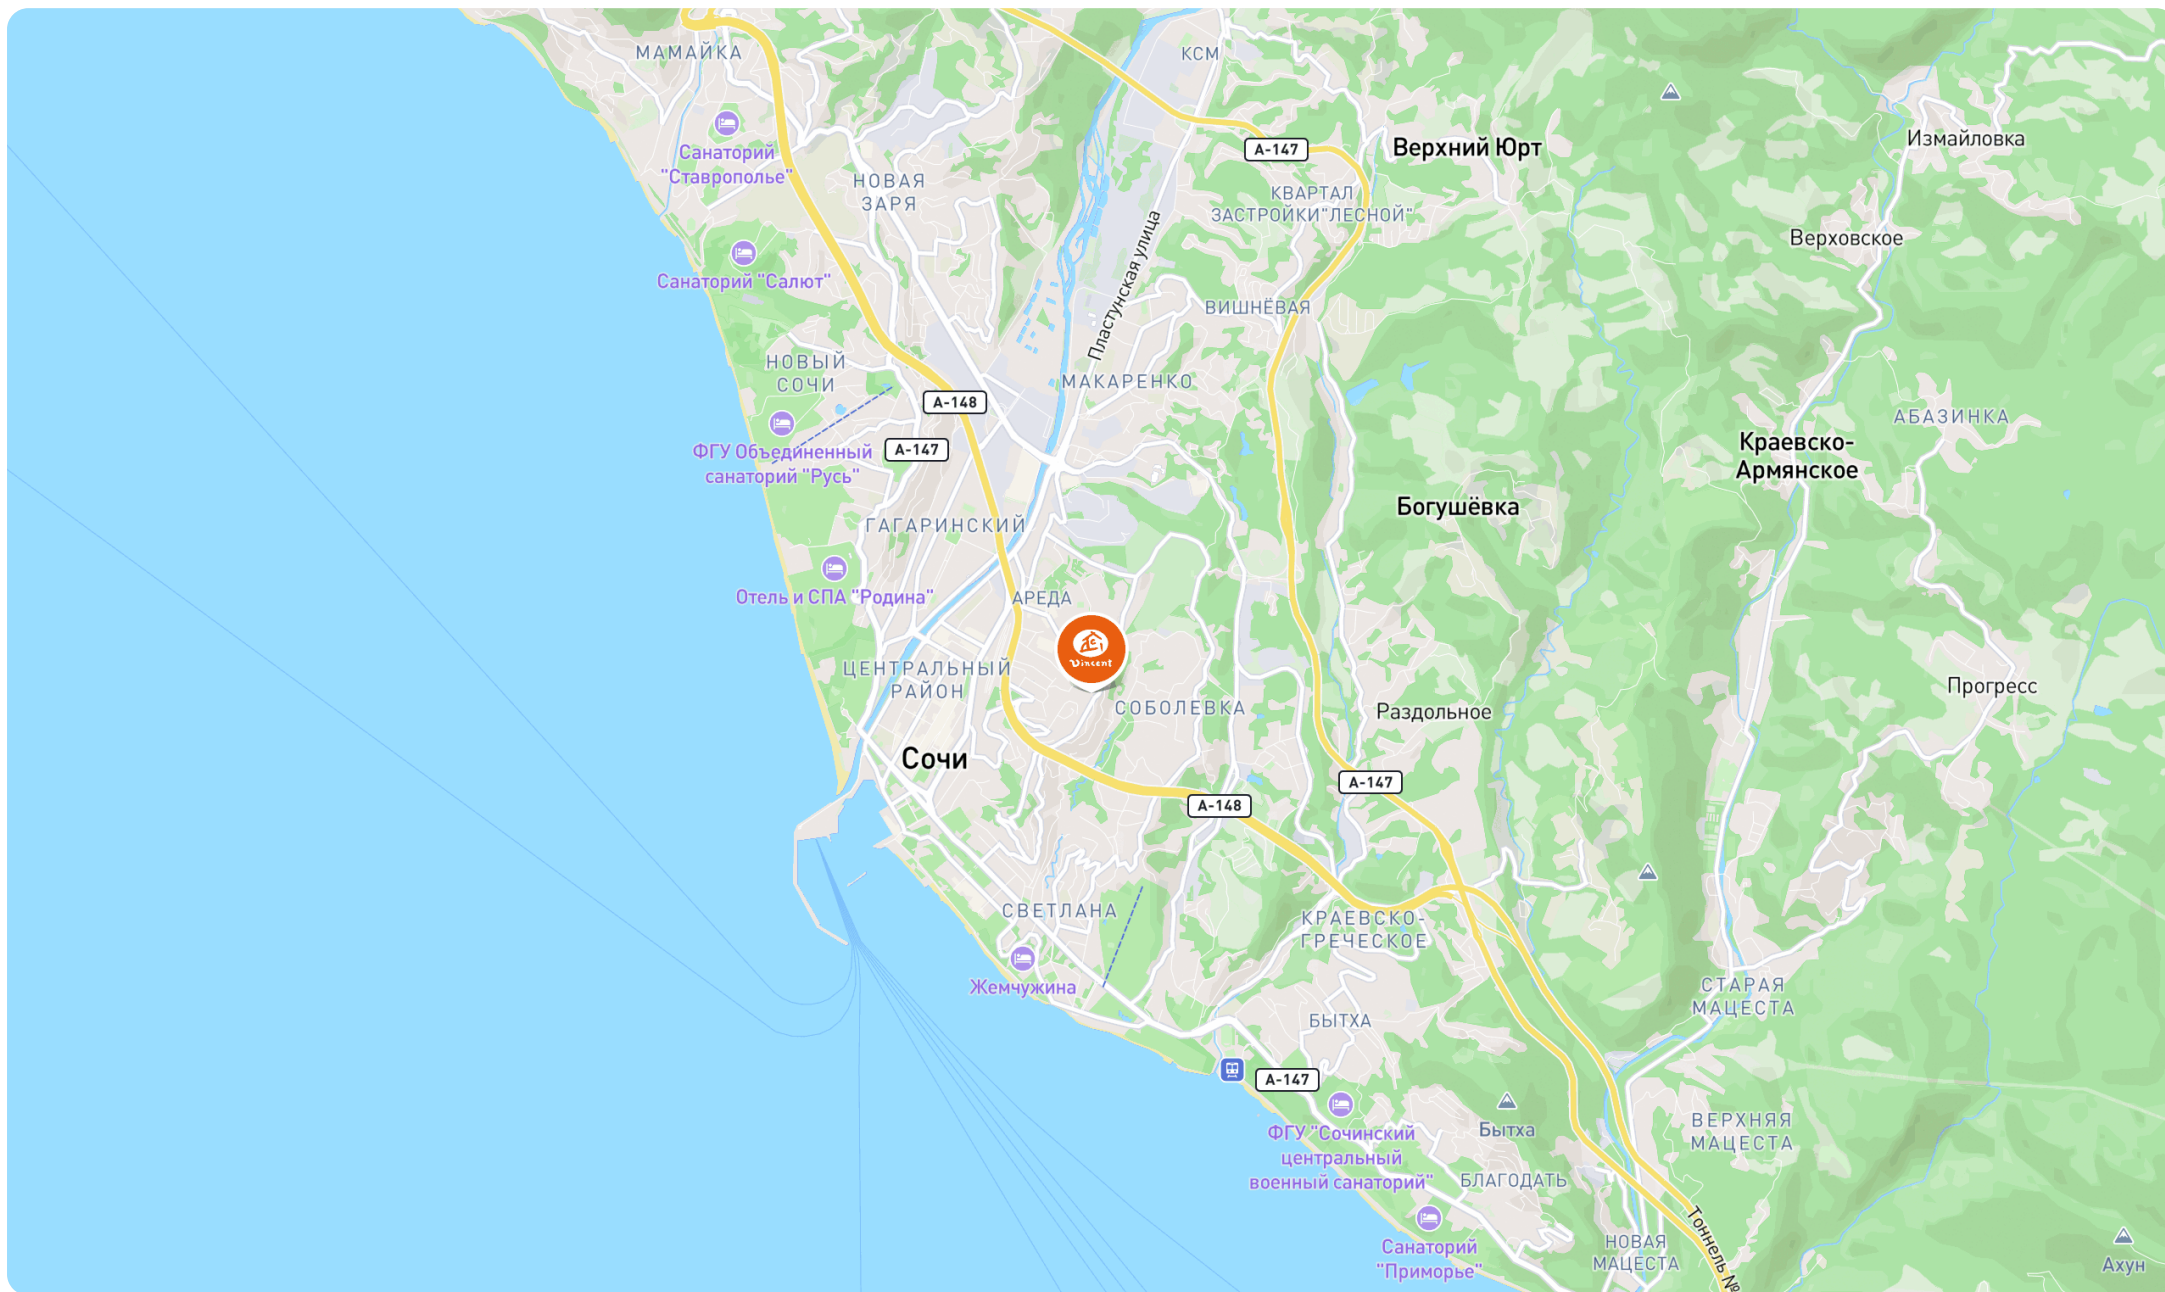 МАМАЙКА
КСМ
Санаторий
"Ставрополье"
А-147
Верхний Юрт
Измайловка
НОВАЯ
ЗАРЯ
КВАРТАЛ
ЗАСТРОЙКИ"ЛЕСНОЙ"
Верховское
Санаторий "Салют"
Пластунская улица
ВИШНЁВАЯ
НОВЫЙ
СОЧИ
МАКАРЕНКО
А-148
АБАЗИНКА
А-147
ФГУ Объединенный
санаторий "Русь"
Краевско-
Армянское
Богушёвка
ГАГАРИНСКИЙ
Отель и СПА "Родина"
АРЕДА
Vincent
ЦЕНТРАЛЬНЫЙ
РАЙОН
СОБОЛЕВКА
Раздольное
Прогресс
Сочи
А-147
А-148
СВЕТЛАНА
КРАЕВСКО-
ГРЕЧЕСКОЕ
Жемчужина
СТАРАЯ
МАЦЕСТА
БЫТХА
А-147
ФГУ "Сочинский
центральный
военный санаторий"
Бытха
ВЕРХНЯЯ
МАЦЕСТА
БЛАГОДАТЬ
Санаторий
"Приморье"
НОВАЯ
МАЦЕСТА
Тоннель №
Ахун